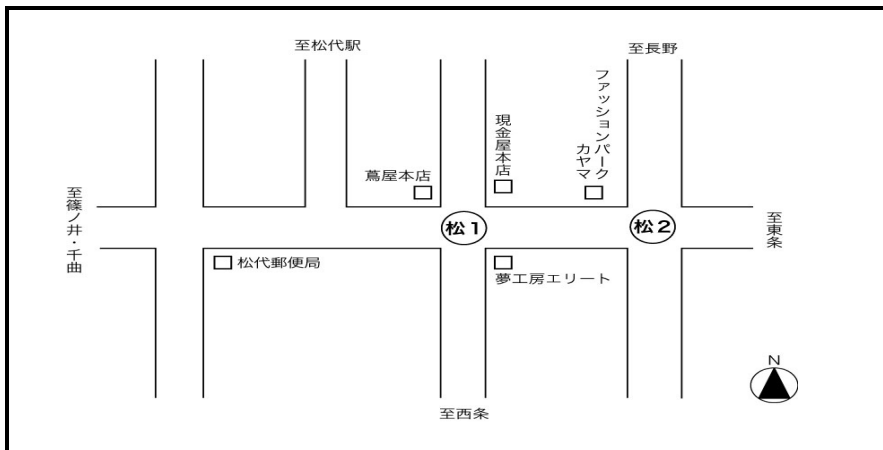 至松代駅
至長野
ファッションパーク
カヤマ
現金屋本店
蔦屋本店
至篠ノ井・千曲
松1
松2
至東条
松代郵便局
夢工房エリート
N
至西条